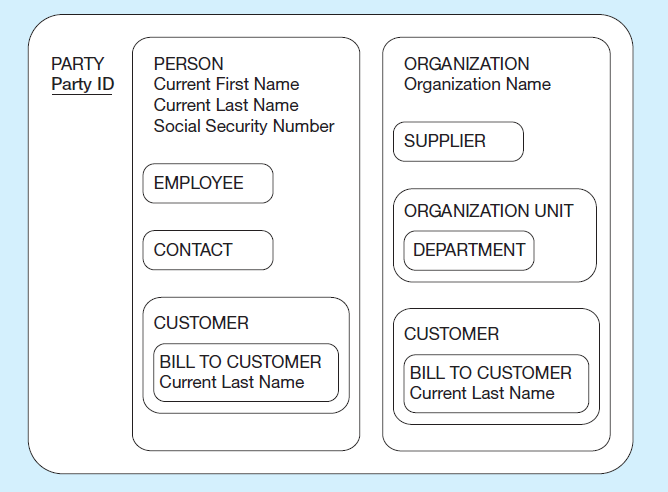 PARTY
Party ID
PERSON
Current First Name
Current Last Name
Social Security Number
EMPLOYEE
CONTACT
CUSTOMER
BILL TO CUSTOMER
Current Last Name
ORGANIZATION
Organization Name
SUPPLIER
ORGANIZATION UNIT
DEPARTMENT
CUSTOMER
BILL TO CUSTOMER
Current Last Name